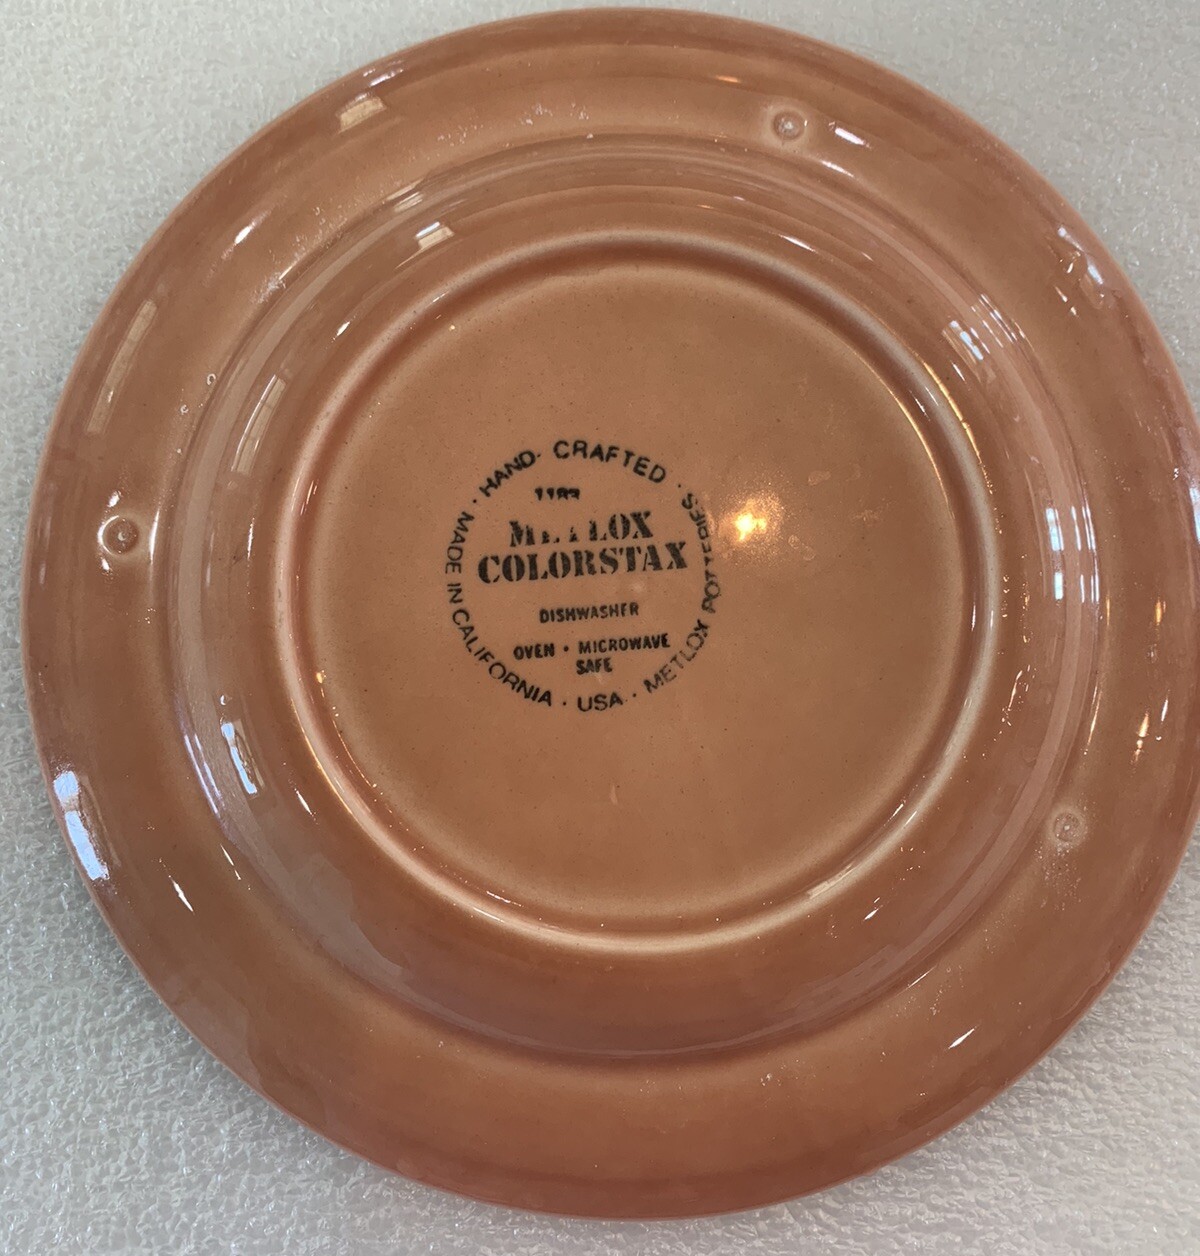 MADE IN CALIFORNIA · HAND-CRAFTED · METLOX POTTERIES · USA ·
METLOX
COLORSTAX
DISHWASHER
OVEN · MICROWAVE
SAFE